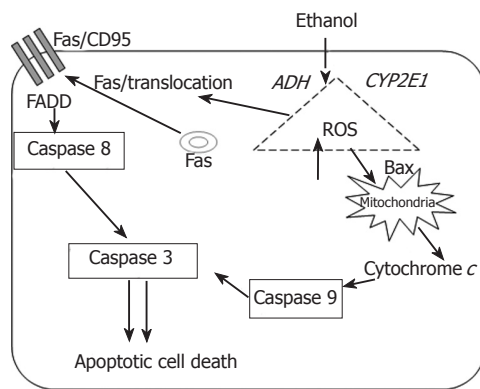 Ethanol
Fas/CD95
ADH
CYP2E1
Fas/translocation
FADD
ROS
Caspase 8
Fas
Bax
Mitochondria
Caspase 3
Cytochrome c
Caspase 9
Apoptotic cell death